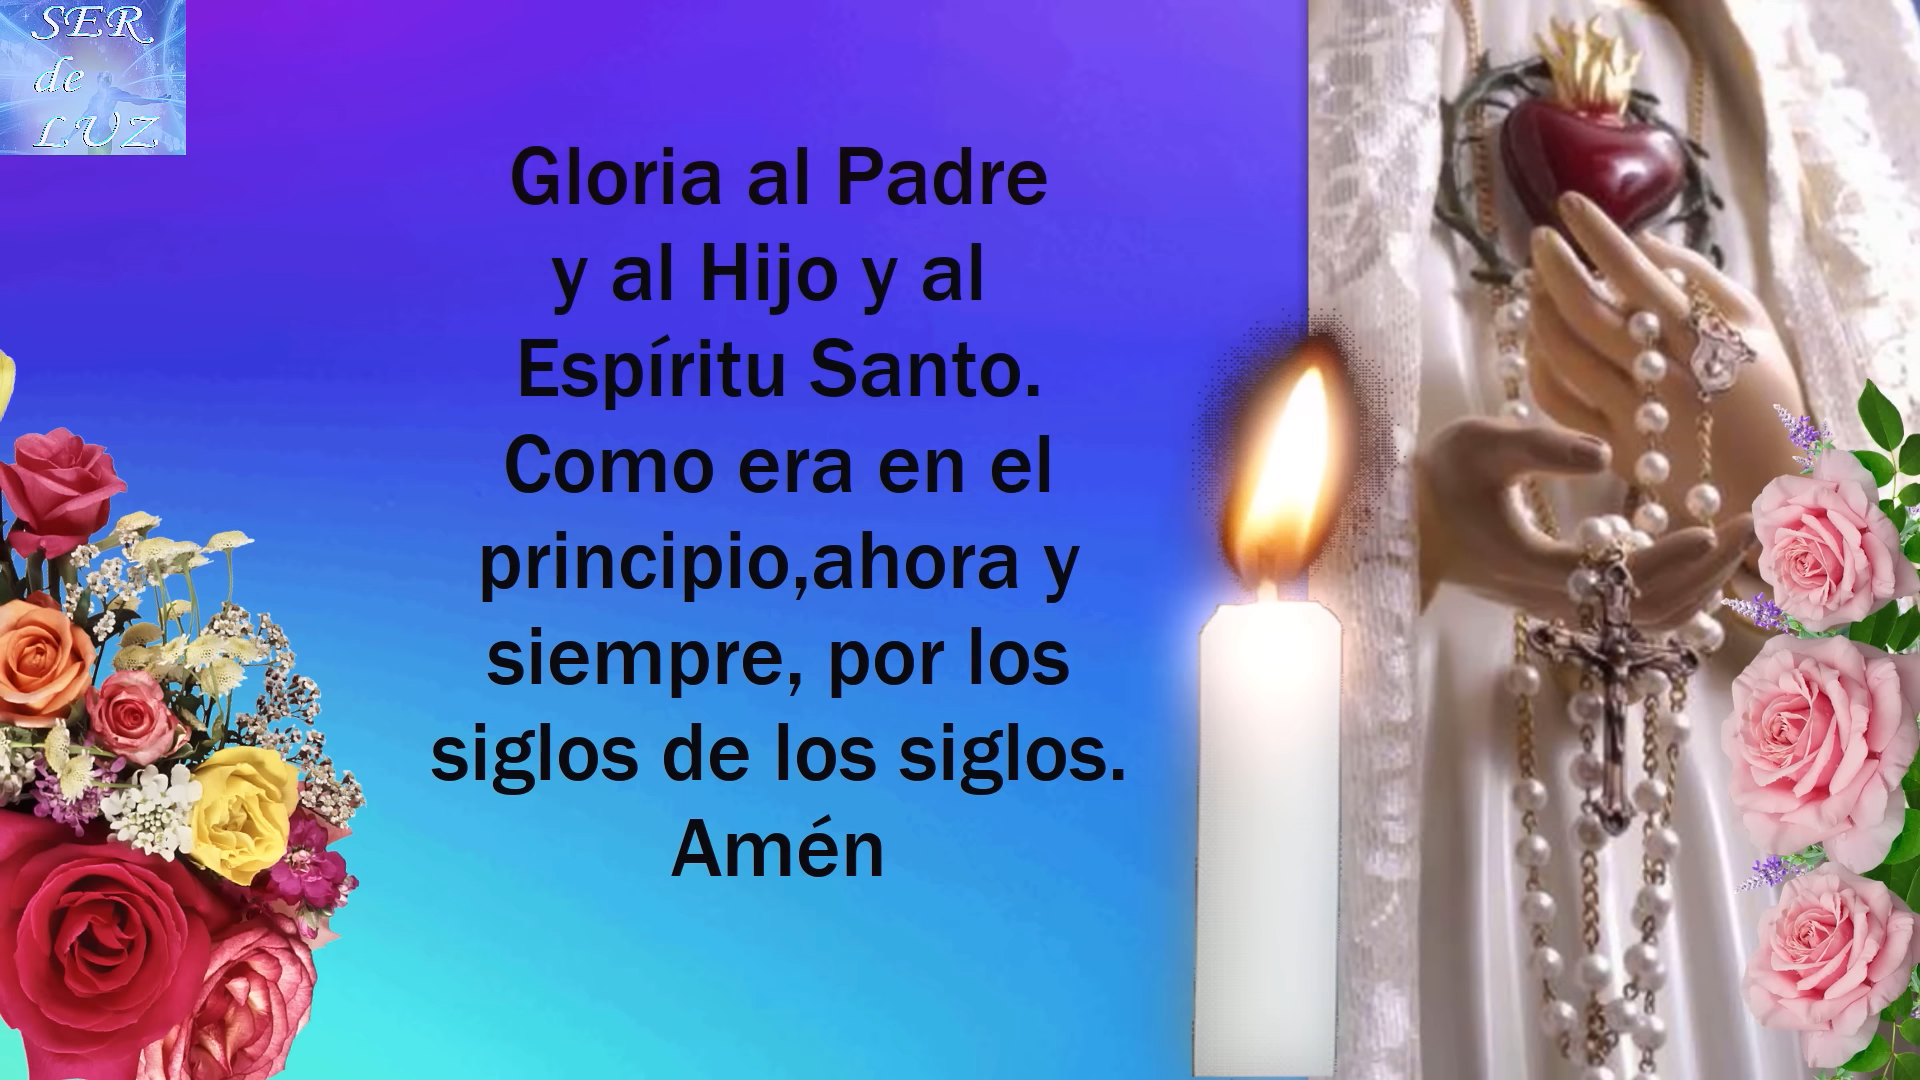 SER
de
LUZ
Gloria al Padre
y al Hijo y al
Espíritu Santo.
Como era en el
principio,ahora y
siempre, por los
siglos de los siglos.
Amén